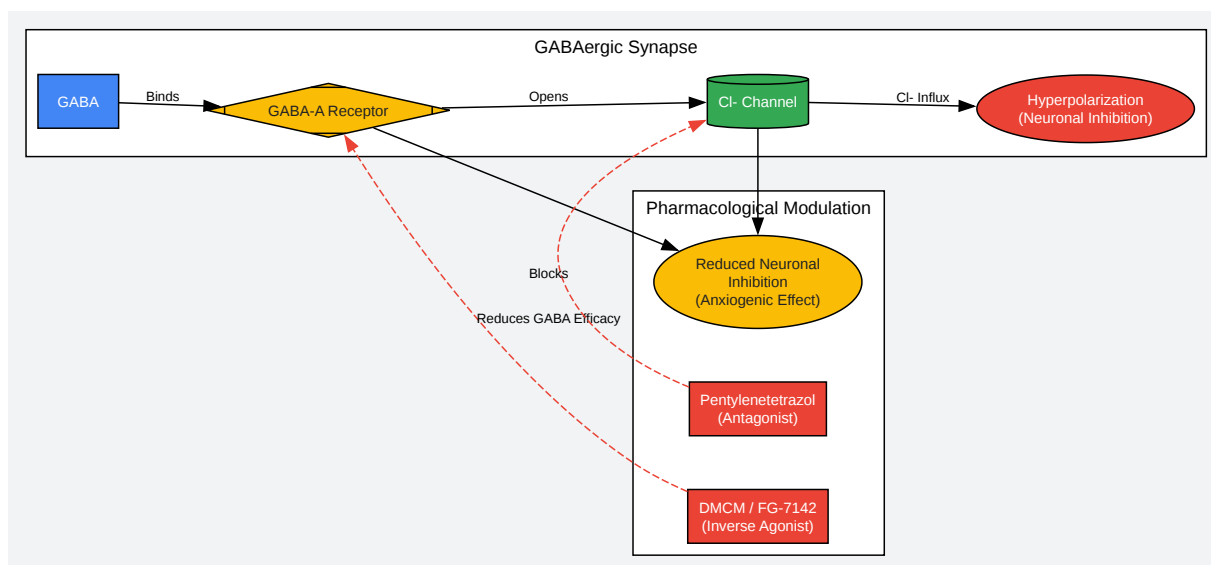 GABAergic Synapse
GABA
Binds
GABA-A Receptor
Opens
Cl- Channel
Cl- Influx
Hyperpolarization
(Neuronal Inhibition)
Pharmacological Modulation
Reduced Neuronal
Inhibition
(Anxiogenic Effect)
Blocks
Reduces GABA Efficacy
Pentylenetetrazol
(Antagonist)
DMCM / FG-7142
(Inverse Agonist)